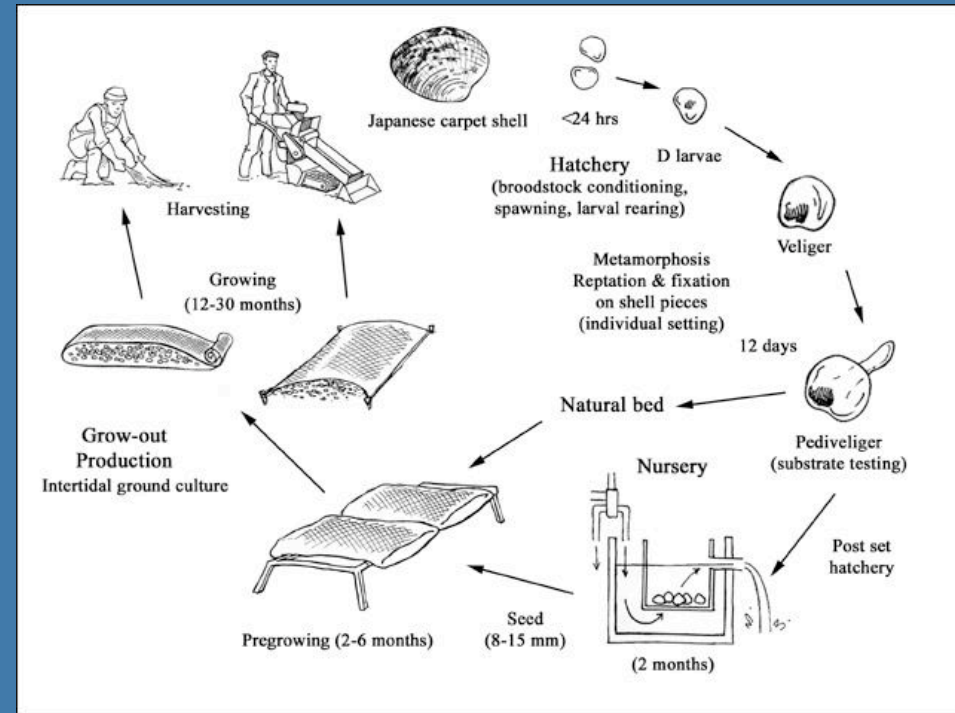 Japanese carpet shell
<24 hrs
D larvae
Hatchery
(broodstock conditioning,
spawning, larval rearing)
Veliger
Metamorphosis
Reptation & fixation
on shell pieces
(individual setting)
12 days
Pediveliger
(substrate testing)
Natural bed
Nursery
Post set
hatchery
(2 months)
Seed
(8-15 mm)
Pregrowing (2-6 months)
Grow-out
Production
Intertidal ground culture
Growing
(12-30 months)
Harvesting